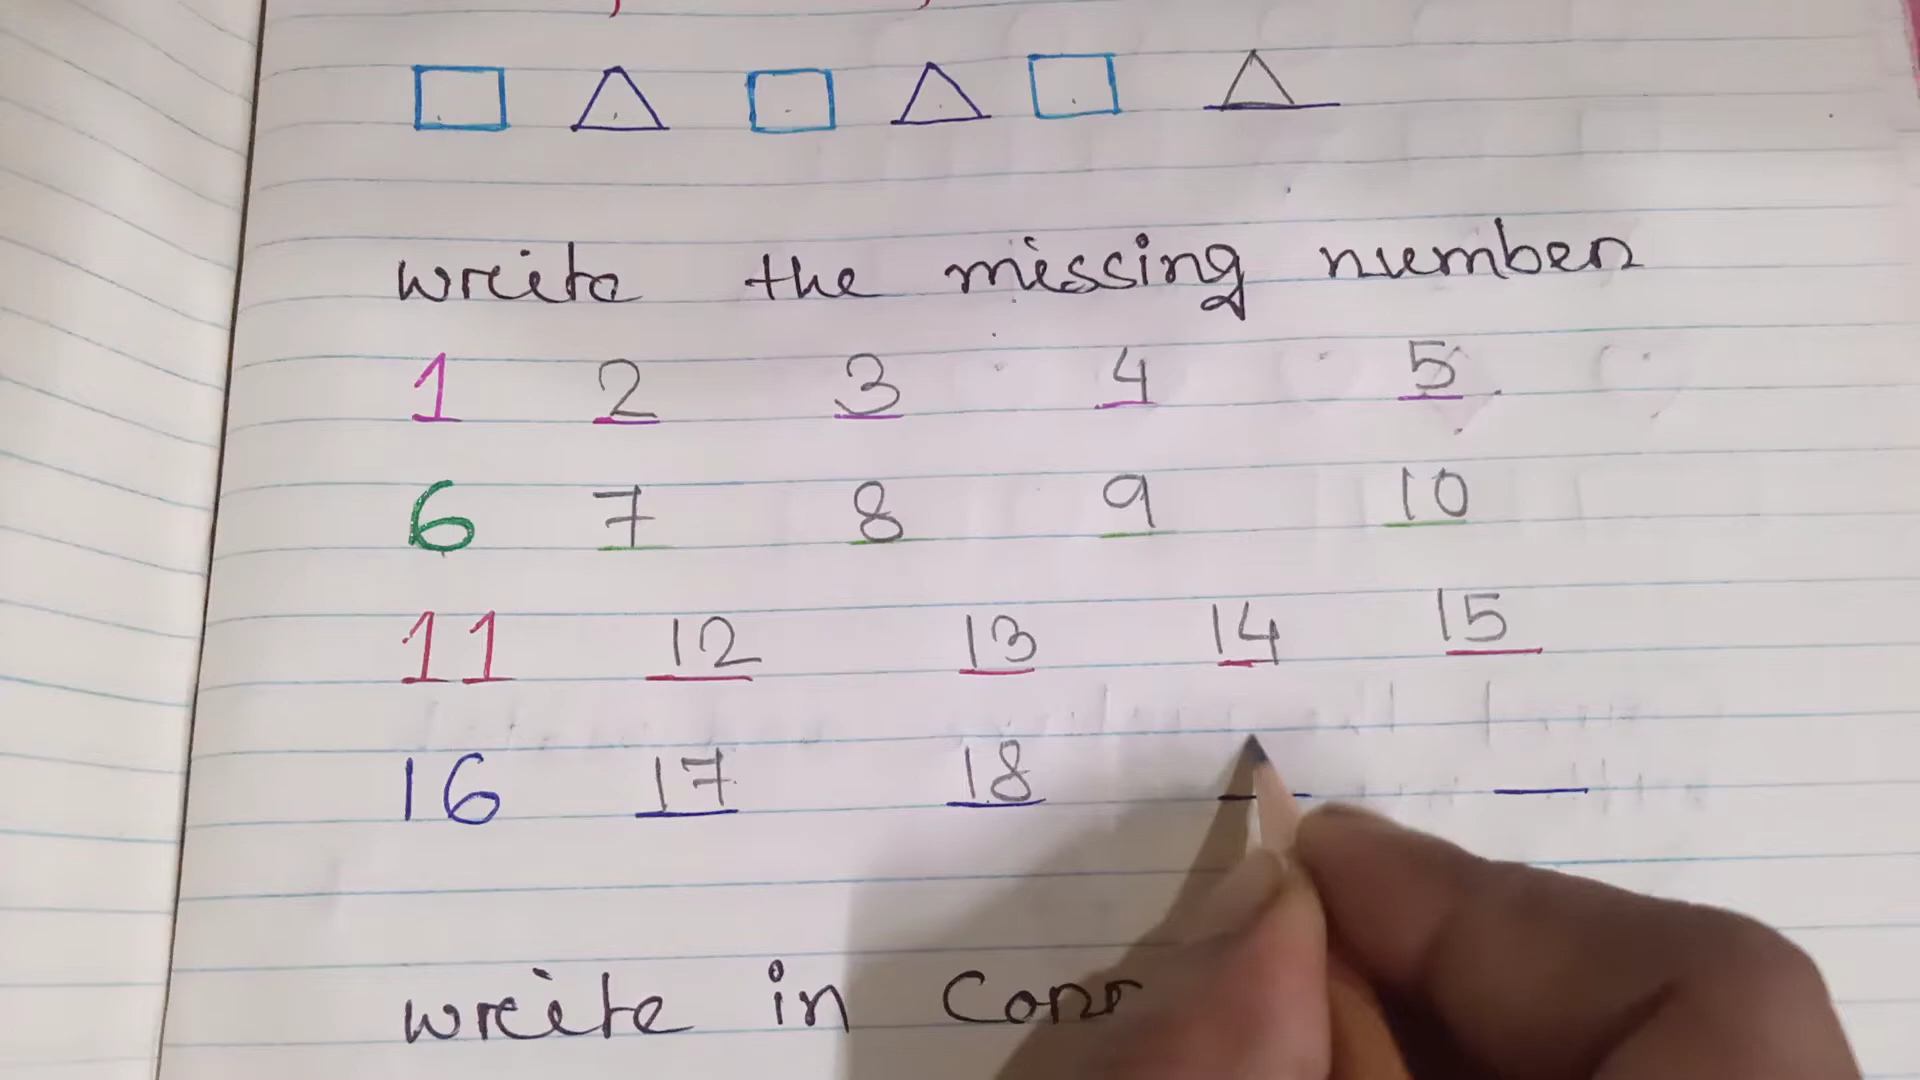 write the missing number
1 2 3 4 5
6 7 8 9 10
11 12 13 14 15
16 17 18
write in